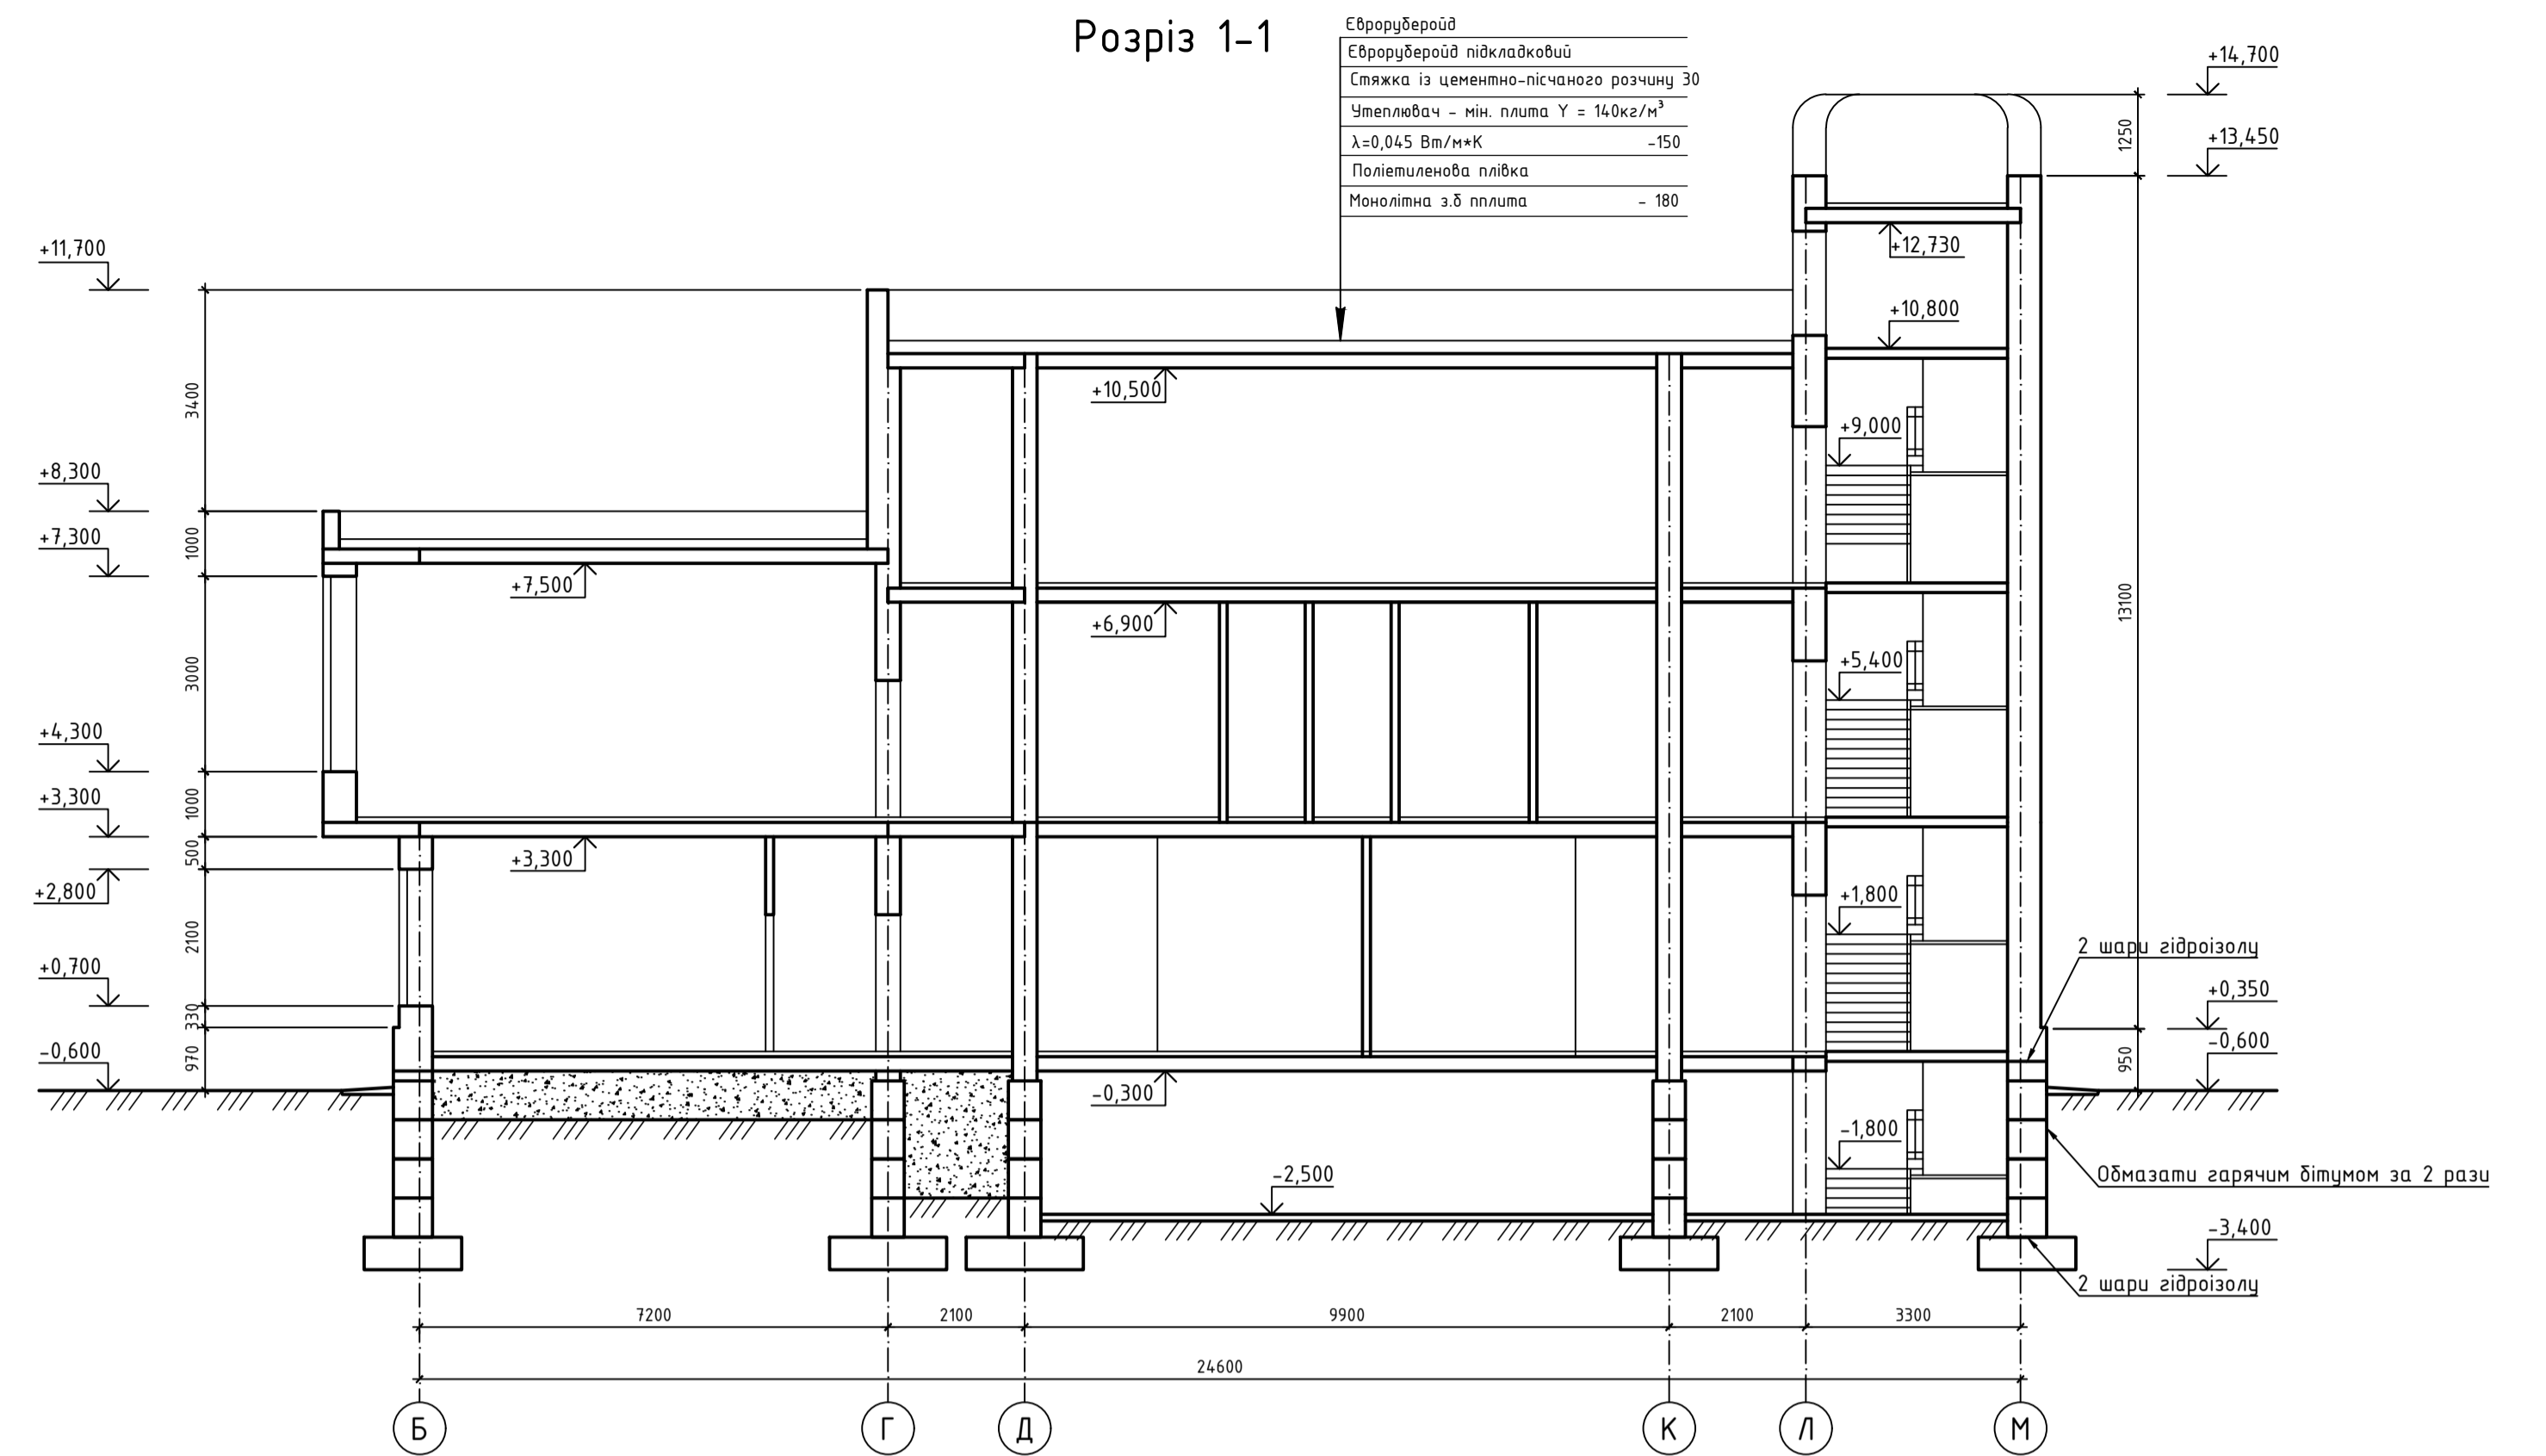 Розріз 1-1
Євроруберойд
Євроруберойд підкладковий
Стяжка із цементно-пісчаного розчину 30
Утеплювач - мін. плита Y = 140кг/м³
λ=0,045 Вт/м*К -150
Поліетиленова плівка
Монолітна з.б пплита - 180
+14,700
+13,450
1250
+12,730
+10,800
+11,700
3400
+10,500
+9,000
+8,300
+7,300
1000
+7,500
+6,900
13100
3000
+5,400
+4,300
+3,300
1000
500
+3,300
+2,800
+1,800
2100
2 шари гідроізолу
+0,700
330
+0,350
-0,600
970
-0,600
950
-0,300
-1,800
-2,500
Обмазати гарячим бітумом за 2 рази
-3,400
2 шари гідроізолу
7200
2100
9900
2100
3300
24600
Б
Г
Д
К
Л
М